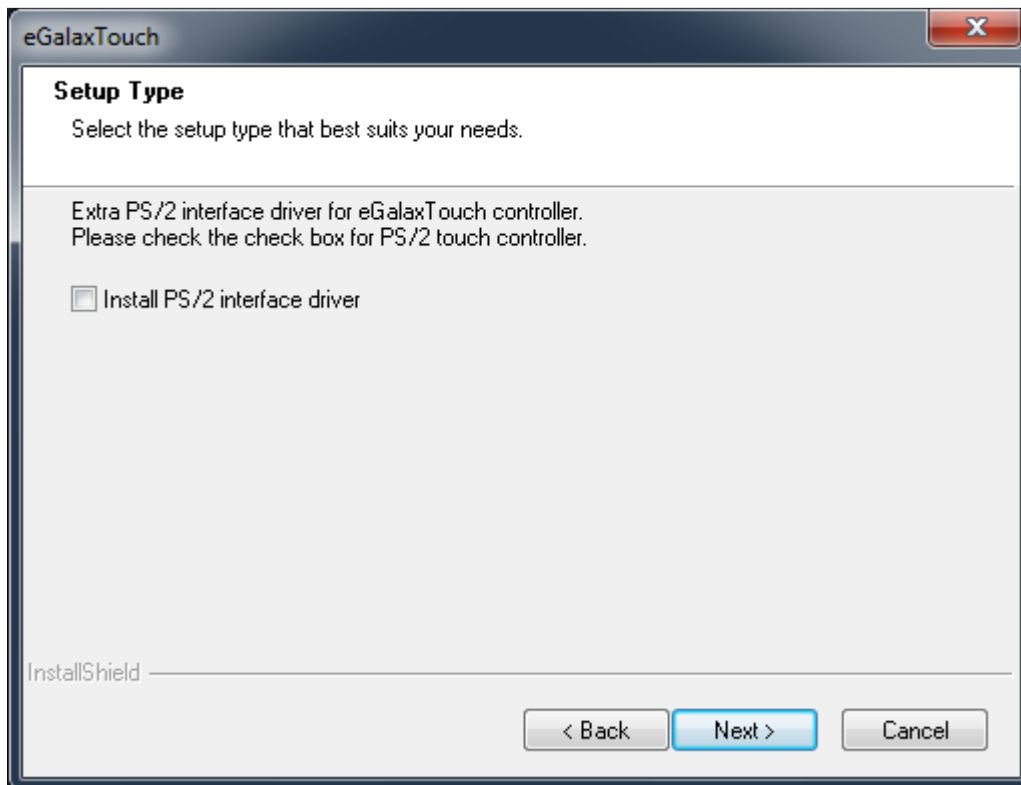 eGalaxTouch
Setup Type
Select the setup type that best suits your needs.
Extra PS/2 interface driver for eGalaxTouch controller.
Please check the check box for PS/2 touch controller.
Install PS/2 interface driver
InstallShield
< Back Next > Cancel